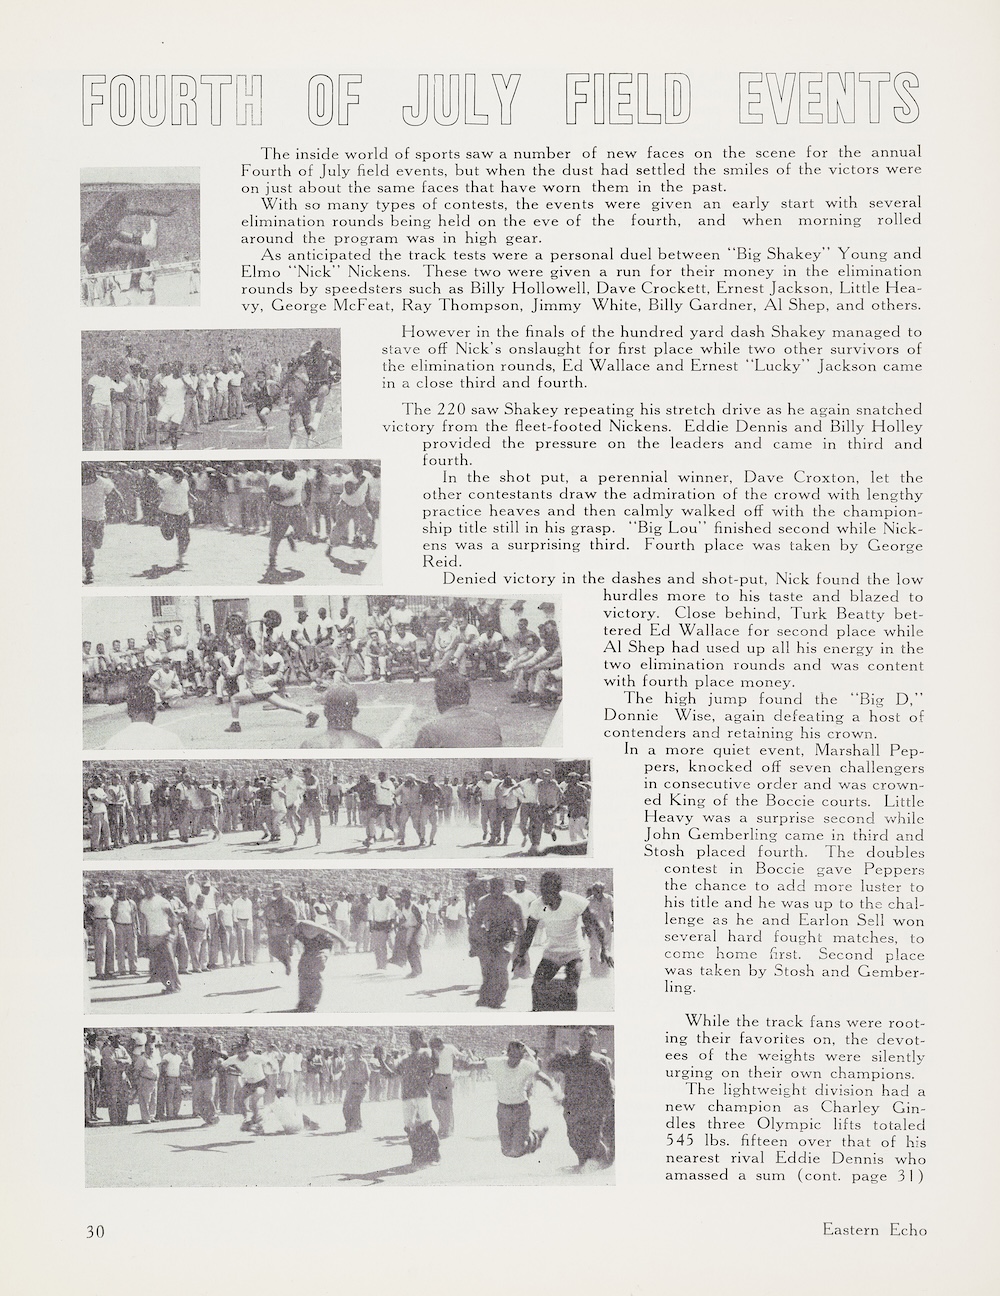 FOURTH OF JULY FIELD EVENTS
The inside world of sports saw a number of new faces on the scene for the annual
Fourth of July field events, but when the dust had settled the smiles of the victors were
on just about the same faces that have worn them in the past.
With so many types of contests, the events were given an early start with several
elimination rounds being held on the eve of the fourth, and when morning rolled
around the program was in high gear.
As anticipated the track tests were a personal duel between "Big Shakey" Young and
Elmo "Nick" Nickens. These two were given a run for their money in the elimination
rounds by speedsters such as Billy Hollowell, Dave Crockett, Ernest Jackson, Little Hea-
vy, George McFeat, Ray Thompson, Jimmy White, Billy Gardner, Al Shep, and others.
However in the finals of the hundred yard dash Shakey managed to
stave off Nick's onslaught for first place while two other survivors of
the elimination rounds, Ed Wallace and Ernest "Lucky" Jackson came
in a close third and fourth.
The 220 saw Shakey repeating his stretch drive as he again snatched
victory from the fleet-footed Nickens. Eddie Dennis and Billy Holley
provided the pressure on the leaders and came in third and
fourth.
In the shot put, a perennial winner, Dave Croxton, let the
other contestants draw the admiration of the crowd with lengthy
practice heaves and then calmly walked off with the champion-
ship title still in his grasp. "Big Lou" finished second while Nick-
ens was a surprising third. Fourth place was taken by George
Reid.
Denied victory in the dashes and shot-put, Nick found the low
hurdles more to his taste and blazed to
victory. Close behind, Turk Beatty bet-
tered Ed Wallace for second place while
Al Shep had used up all his energy in the
two elimination rounds and was content
with fourth place money.
The high jump found the "Big D,"
Donnie Wise, again defeating a host of
contenders and retaining his crown.
In a more quiet event, Marshall Pep-
pers, knocked off seven challengers
in consecutive order and was crown-
ed King of the Boccie courts. Little
Heavy was a surprise second while
John Gemberling came in third and
Stosh placed fourth. The doubles
contest in Boccie gave Peppers
the chance to add more luster to
his title and he was up to the chal-
lenge as he and Earlon Sell won
several hard fought matches, to
come home first. Second place
was taken by Stosh and Gember-
ling.
While the track fans were root-
ing their favorites on, the devot-
ees of the weights were silently
urging on their own champions.
The lightweight division had a
new champion as Charley Gin-
dles three Olympic lifts totaled
545 lbs. fifteen over that of his
nearest rival Eddie Dennis who
amassed a sum (cont. page 31)
30
Eastern Echo